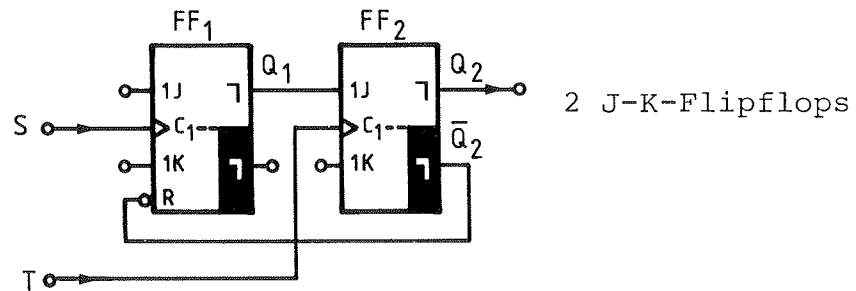 FF1 FF2
Q1 Q2
1J ¬ 1J ¬ 2 J-K-Flipflops
S C1 C1 Q̅2
1K ¬ 1K ¬
R
T